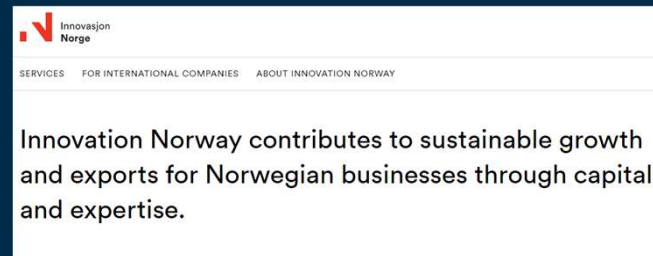 Innovasjon
Norge
SERVICES FOR INTERNATIONAL COMPANIES ABOUT INNOVATION NORWAY
Innovation Norway contributes to sustainable growth
and exports for Norwegian businesses through capital
and expertise.